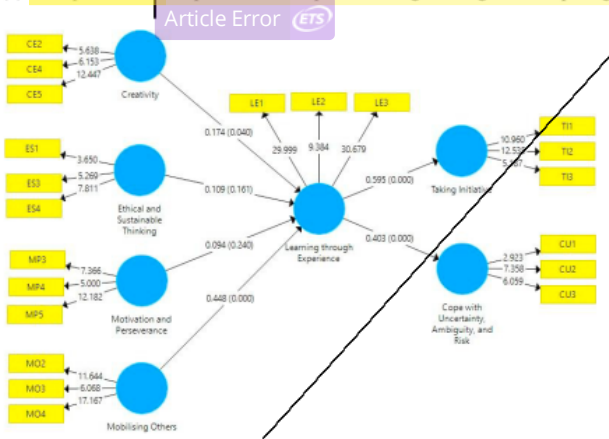 Article Error ETS
CE2
CE4
CE5
5.638
6.153
12.447
Creativity
LE1
LE2
LE3
29.999
9.384
30.679
0.174 (0.040)
ES1
ES3
ES4
3.650
5.269
7.811
Ethical and
Sustainable
Thinking
0.109 (0.161)
Learning through
Experience
0.595 (0.000)
Taking Initiative
10.960
TI1
TI2
TI3
MP3
MP4
MP5
7.366
5.000
12.182
Motivation and
Perseverance
0.094 (0.240)
0.403 (0.000)
Cope with
Uncertainty,
Ambiguity, and
Risk
2.923
7.358
6.059
CU1
CU2
CU3
0.448 (0.000)
MO2
MO3
MO4
11.644
6.068
17.167
Mobilising Others